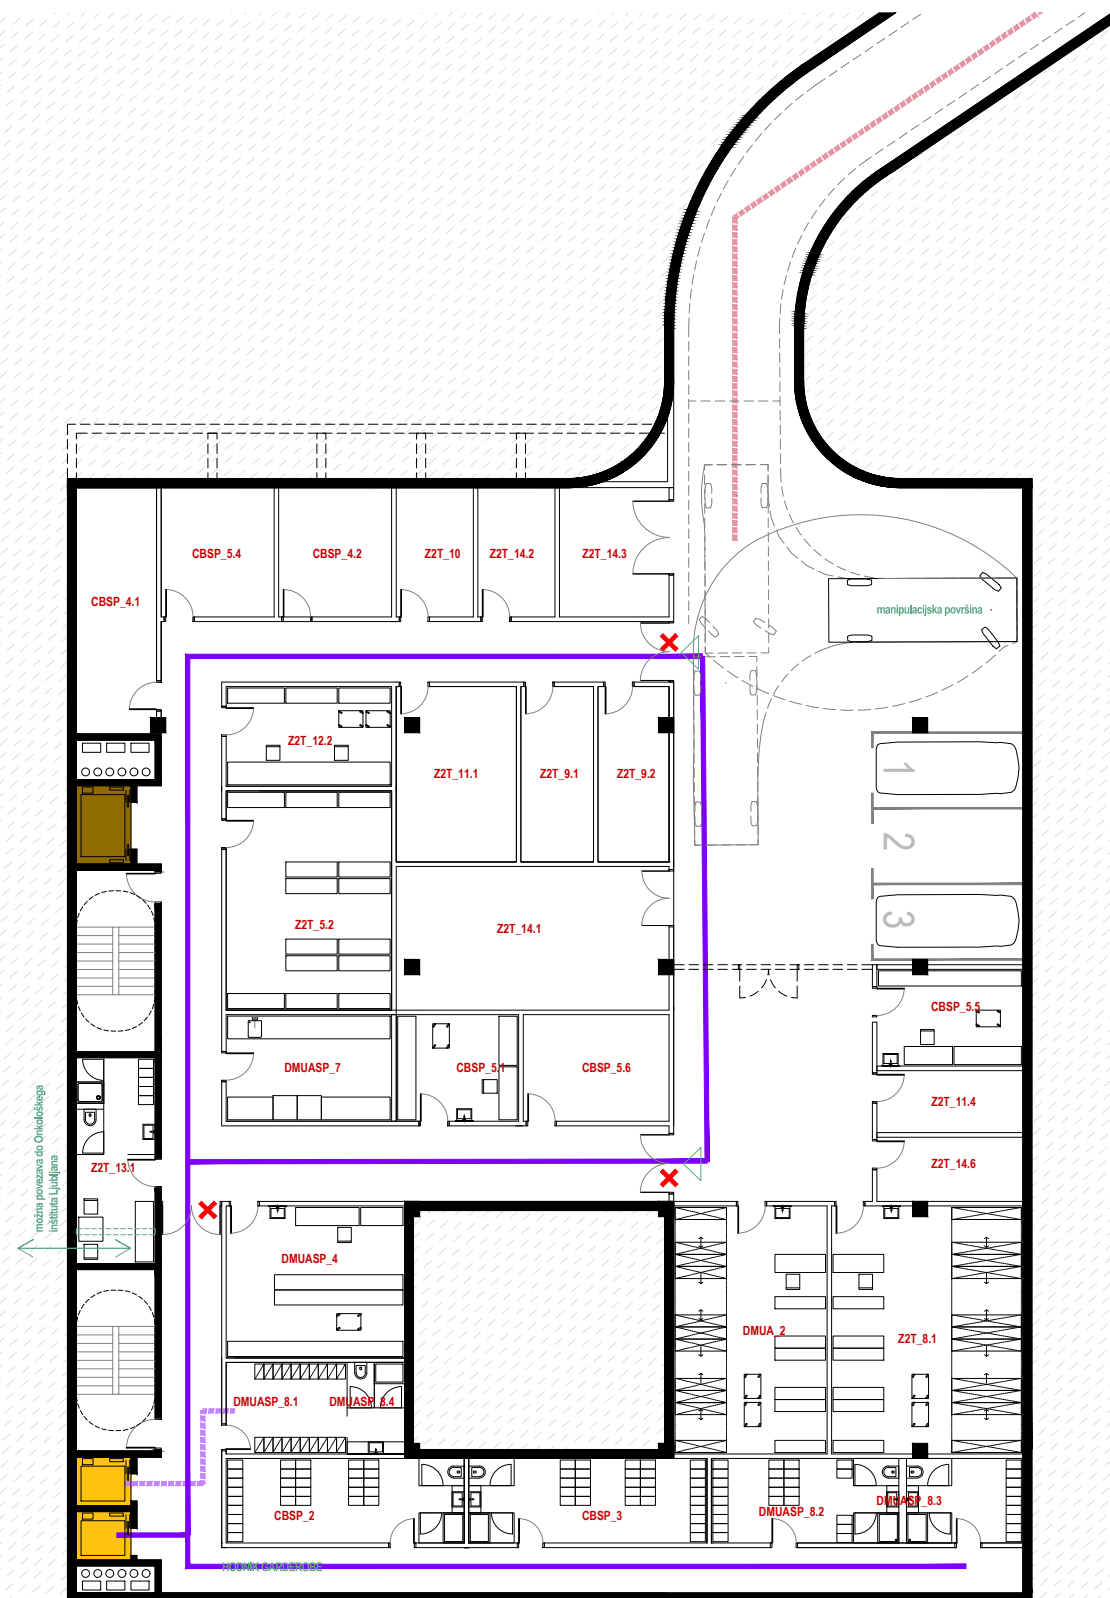 CBSP_5.4
CBSP_4.2
Z2T_10
Z2T_14.2
Z2T_14.3
CBSP_4.1
manipulacijska površina
Z2T_12.2
Z2T_11.1
Z2T_9.1
Z2T_9.2
1
2
3
Z2T_5.2
Z2T_14.1
CBSP_5.5
DMUASP_7
CBSP_5.1
CBSP_5.6
Z2T_11.4
možna povezava do Onkološkega
inštituta Ljubljana
Z2T_13.1
Z2T_14.6
DMUASP_4
DMUA_2
Z2T_8.1
DMUASP_8.1
DMUASP_8.4
CBSP_2
CBSP_3
DMUASP_8.2
DMUASP_8.3
HODNIK GARDEROBE